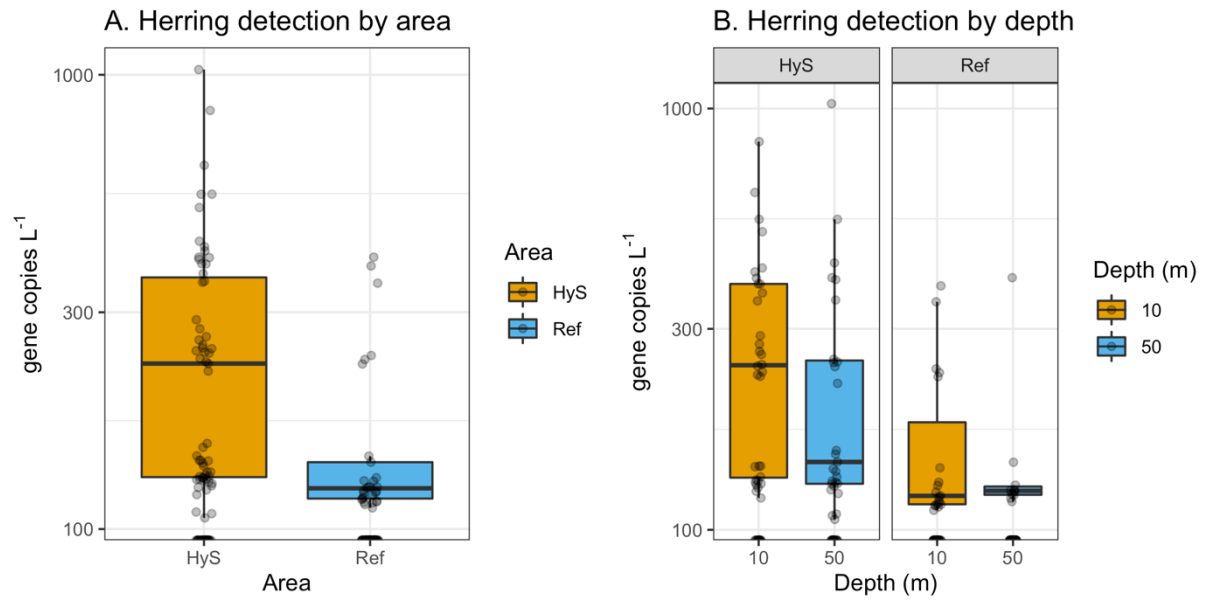 A. Herring detection by area
1000
300
100
gene copies L⁻¹
HyS
Ref
Area
Area
HyS
Ref
B. Herring detection by depth
HyS
Ref
1000
300
100
gene copies L⁻¹
10
50
10
50
Depth (m)
Depth (m)
10
50